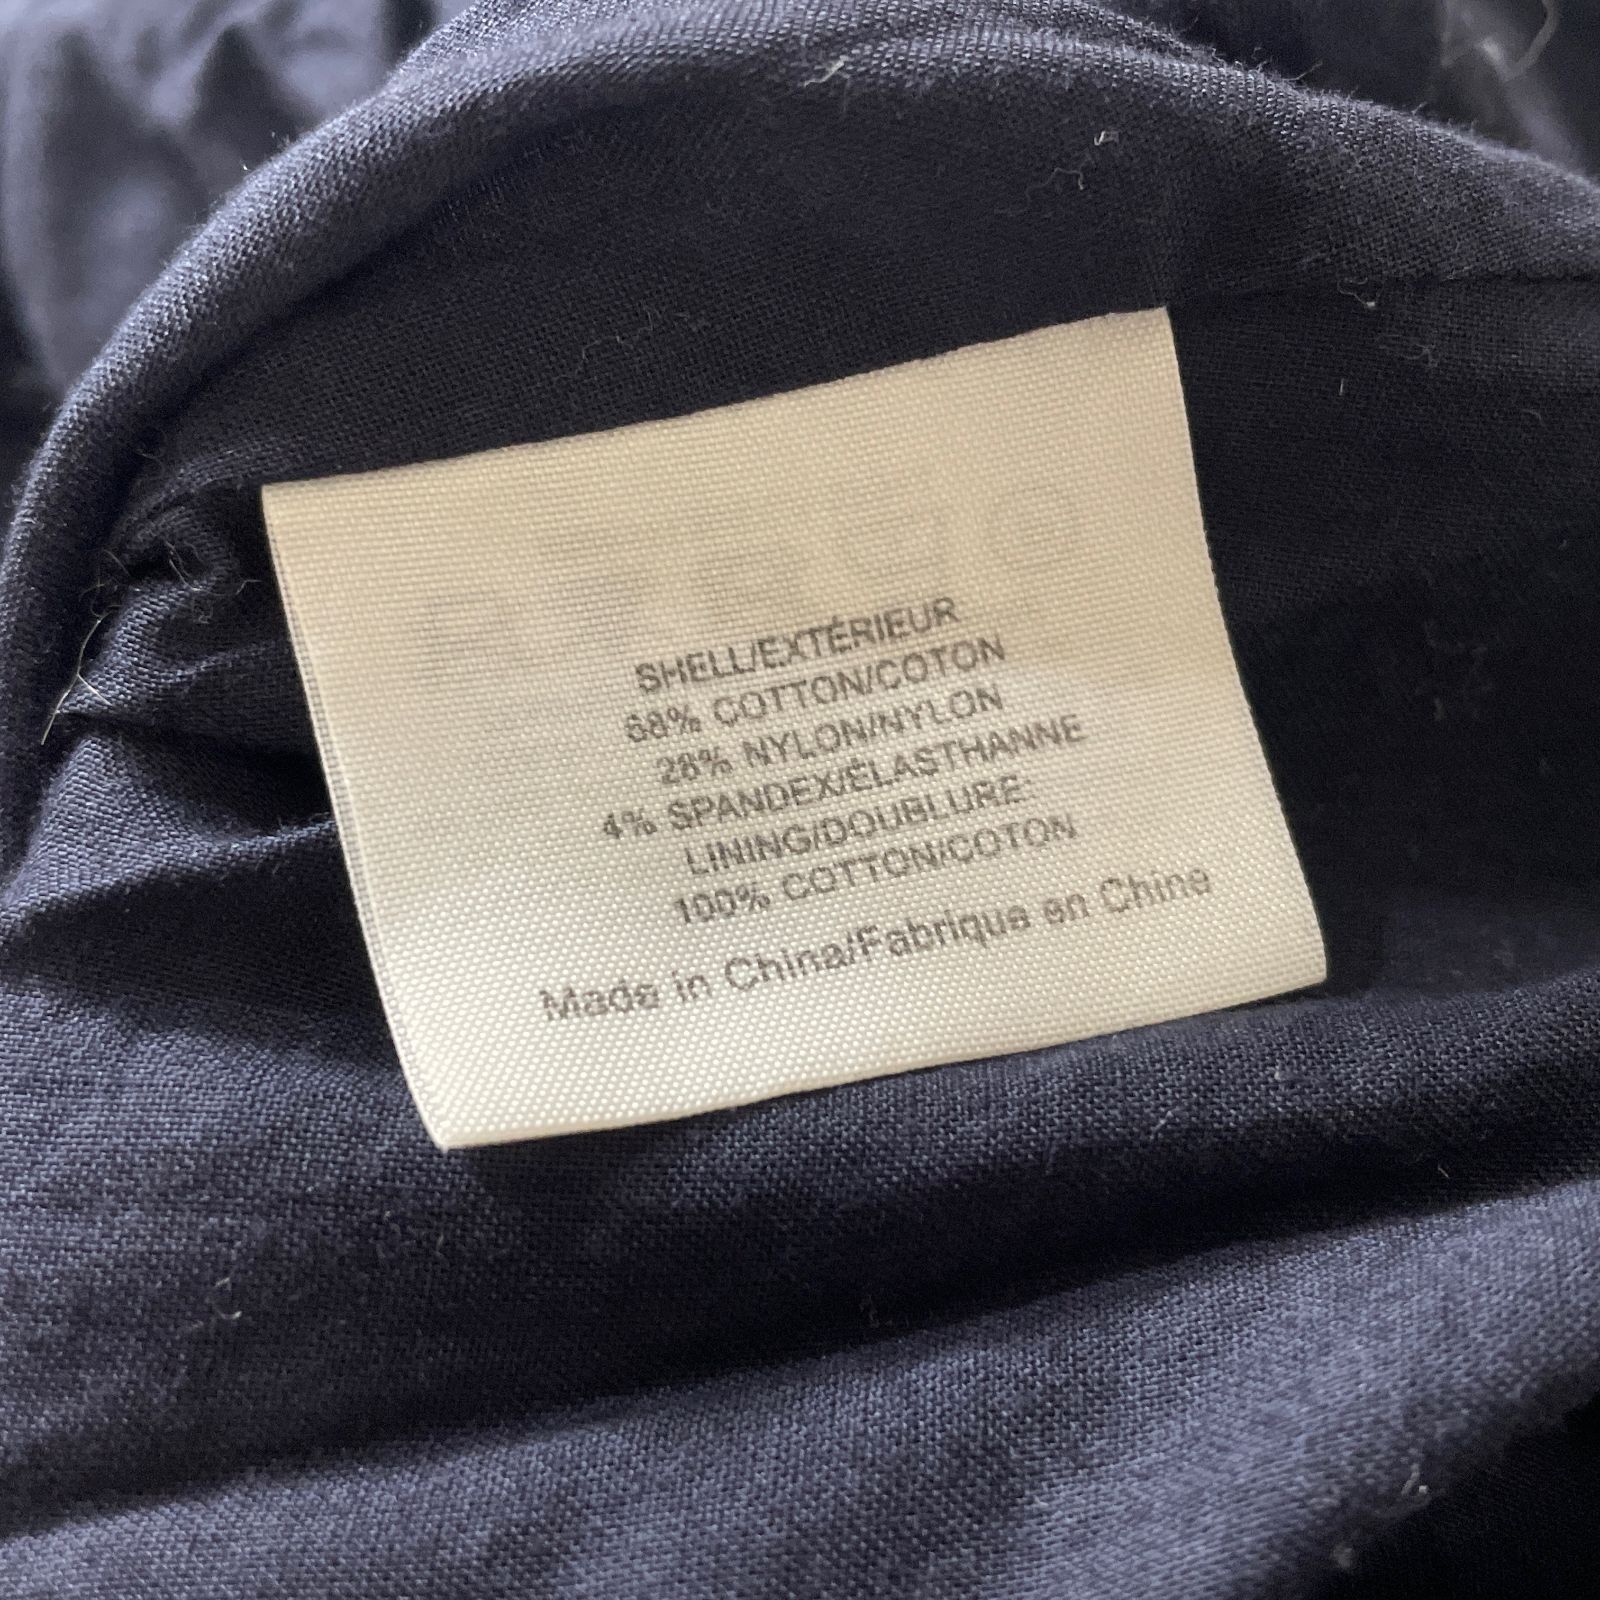 SHELL/EXTÉRIEUR
68% COTTON/COTON
28% NYLON/NYLON
4% SPANDEX/ÉLASTHANNE
LINING/DOUBLURE:
100% COTTON/COTON
Made in China/Fabrique en Chine